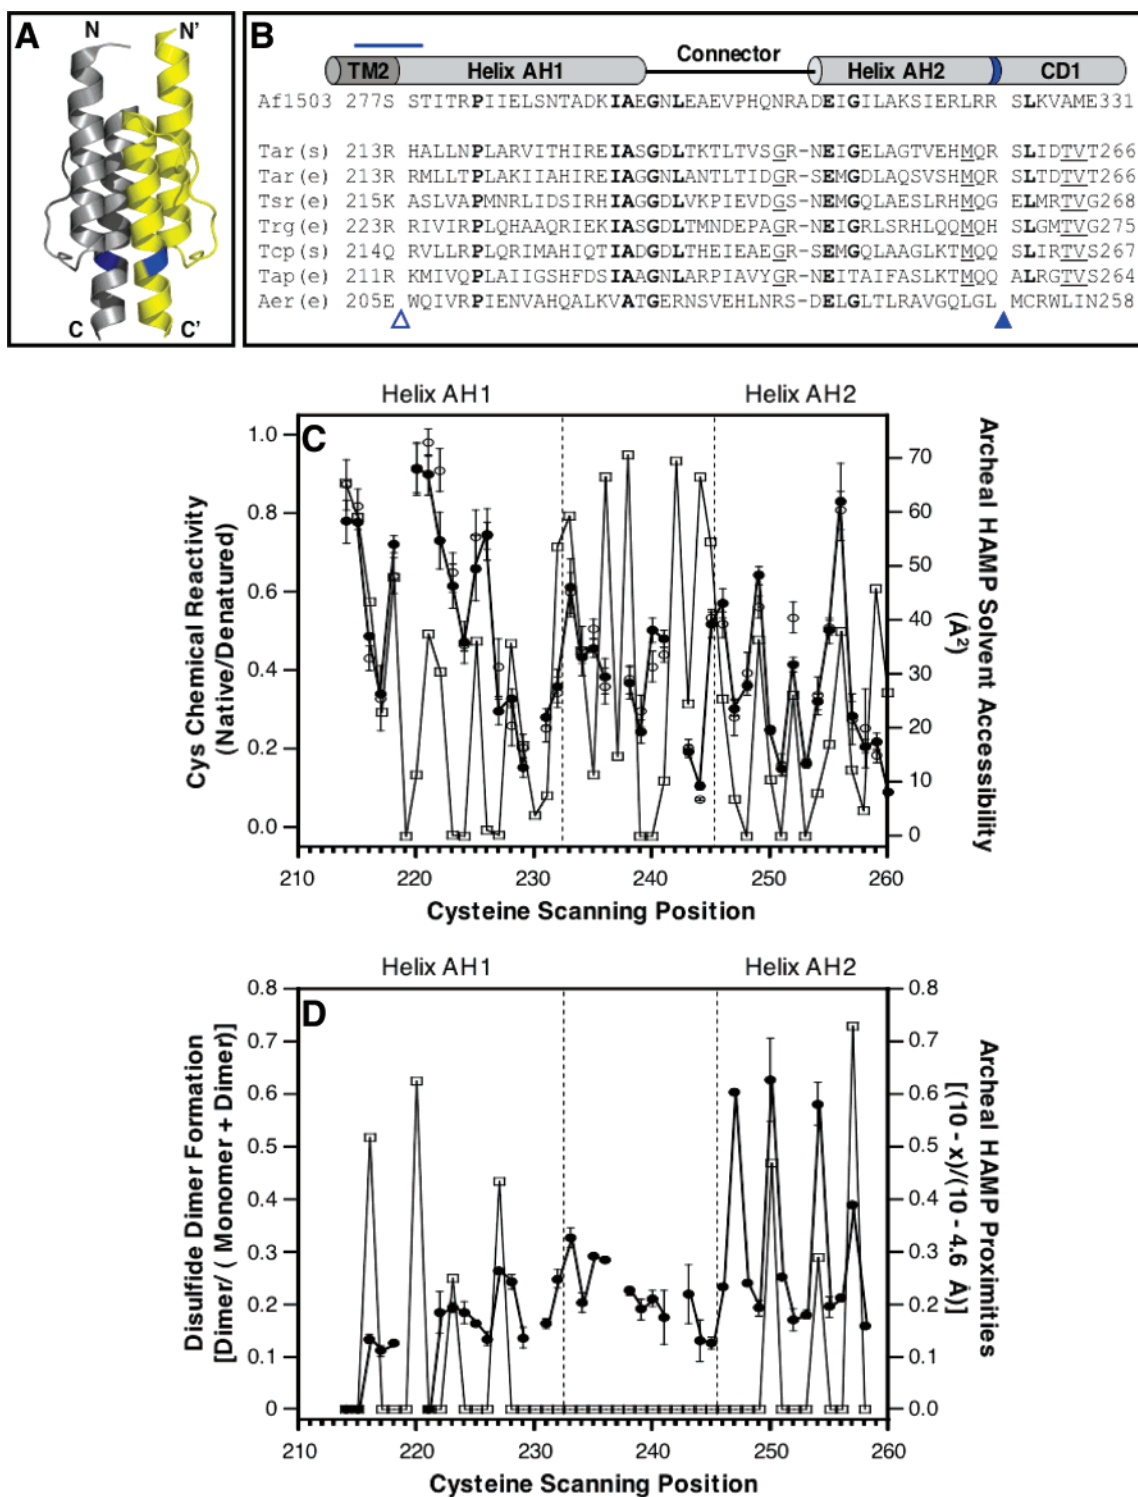 A
N
N'
C
C'
B
Connector
TM2
Helix AH1
Helix AH2
CD1
Af1503 277S STITRPIIELSNTADKIAEGNLEAEVPHQNRADEIGILAKSIERLRR SLKVAME331
Tar(s) 213R HALLNPLARVITHIREIASGDLTKTLTVSGR-NEIGELAGTVEHMQR SLIDTVT266
Tar(e) 213R RMLLTPLAKIIAHIREIAGGNLANTLTIDGR-SEMGDLAQSVSHMQR SLTDTVT266
Tsr(e) 215K ASLVAPMNRLIDSIRHIAGGDLVKPIEVDGS-NEMGQLAESLRHMQG ELMRTVG268
Trg(e) 223R RIVIRPLQHAAQRIEKIASGDLTMNDEPAGR-NEIGRLSRHLQQMQH SLGMTVG275
Tcp(s) 214Q RVLLRPLQRIMAHIQTIADGDLTHEIEAEGR-SEMGQLAAGLKTMQQ SLIRTVS267
Tap(e) 211R KMIVQPLAIIGSHFDSIAAGNLARPIAVYGR-NEITAIFASLKTMQQ ALRGTVS264
Aer(e) 205E WQIVRPIENVAHQALKVATGERNSVEHLNRS-DELGLTLRAVGQLGL MCRWLIN258
Helix AH1
Helix AH2
C
Cys Chemical Reactivity
(Native/Denatured)
1.0
0.8
0.6
0.4
0.2
0.0
70
60
50
40
30
20
10
0
Archeal HAMP Solvent Accessibility
(Å²)
210
220
230
240
250
260
Cysteine Scanning Position
Helix AH1
Helix AH2
D
Disulfide Dimer Formation
[Dimer/ ( Monomer + Dimer)]
0.8
0.7
0.6
0.5
0.4
0.3
0.2
0.1
0
0.8
0.7
0.6
0.5
0.4
0.3
0.2
0.1
0.0
Archeal HAMP Proximities
[(10 - x)/(10 - 4.6 Å)]
210
220
230
240
250
260
Cysteine Scanning Position